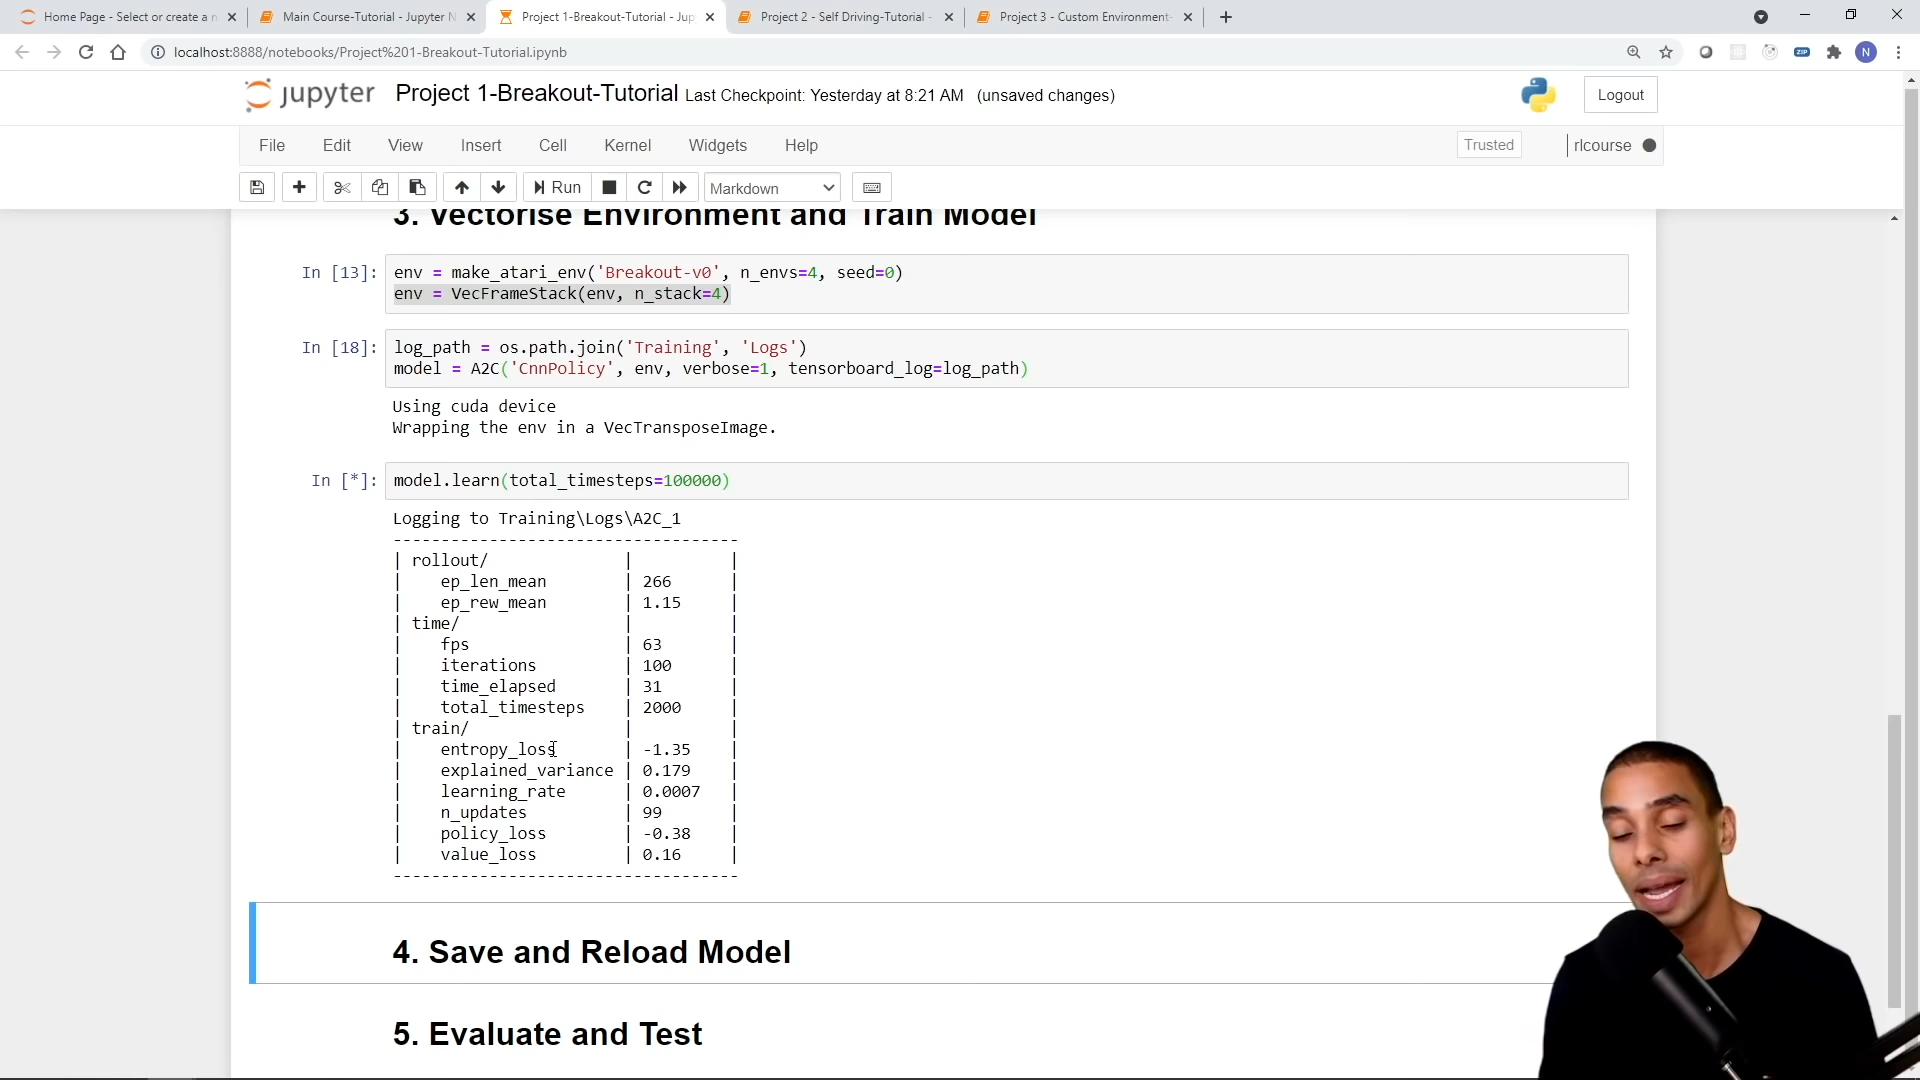 Home Page - Select or create a n
Main Course-Tutorial - Jupyter N
Project 1-Breakout-Tutorial - Jup
Project 2 - Self Driving-Tutorial -
Project 3 - Custom Environment-
localhost:8888/notebooks/Project%201-Breakout-Tutorial.ipynb
ZIP
N
jupyter Project 1-Breakout-Tutorial Last Checkpoint: Yesterday at 8:21 AM (unsaved changes)
Logout
File Edit View Insert Cell Kernel Widgets Help
Trusted
rlcourse
Run
Markdown
3. Vectorise Environment and Train Model
In [13]: env = make_atari_env('Breakout-v0', n_envs=4, seed=0)
env = VecFrameStack(env, n_stack=4)
In [18]: log_path = os.path.join('Training', 'Logs')
model = A2C('CnnPolicy', env, verbose=1, tensorboard_log=log_path)
Using cuda device
Wrapping the env in a VecTransposeImage.
In [*]: model.learn(total_timesteps=100000)
Logging to Training\Logs\A2C_1
------------------------------------
| rollout/ | |
| ep_len_mean | 266 |
| ep_rew_mean | 1.15 |
| time/ | |
| fps | 63 |
| iterations | 100 |
| time_elapsed | 31 |
| total_timesteps | 2000 |
| train/ | |
| entropy_loss | -1.35 |
| explained_variance | 0.179 |
| learning_rate | 0.0007 |
| n_updates | 99 |
| policy_loss | -0.38 |
| value_loss | 0.16 |
------------------------------------
4. Save and Reload Model
5. Evaluate and Test